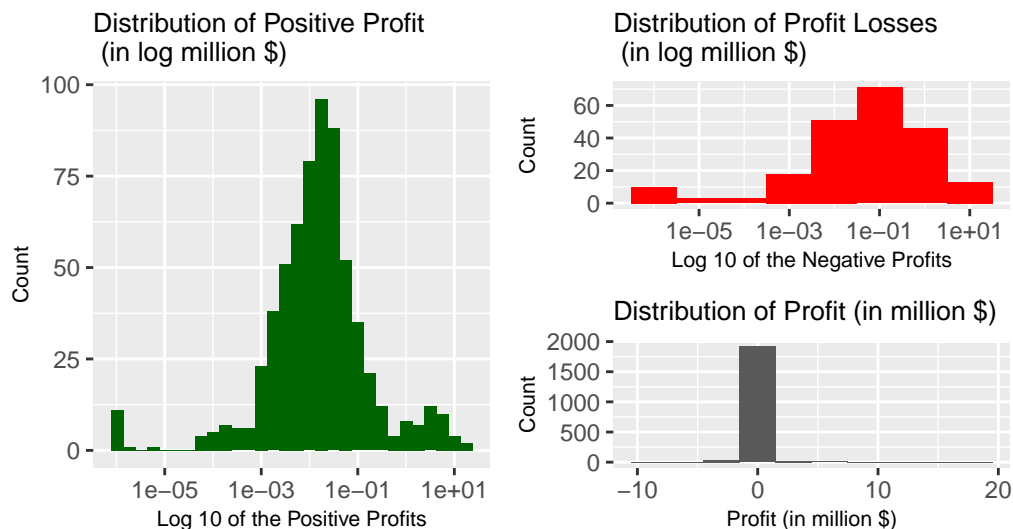 Distribution of Positive Profit
(in log million $)
100
75
50
25
0
Count
1e−05
1e−03
1e−01
1e+01
Log 10 of the Positive Profits
Distribution of Profit Losses
(in log million $)
60
40
20
0
Count
1e−05
1e−03
1e−01
1e+01
Log 10 of the Negative Profits
Distribution of Profit (in million $)
2000
1500
1000
500
0
Count
−10
0
10
20
Profit (in million $)